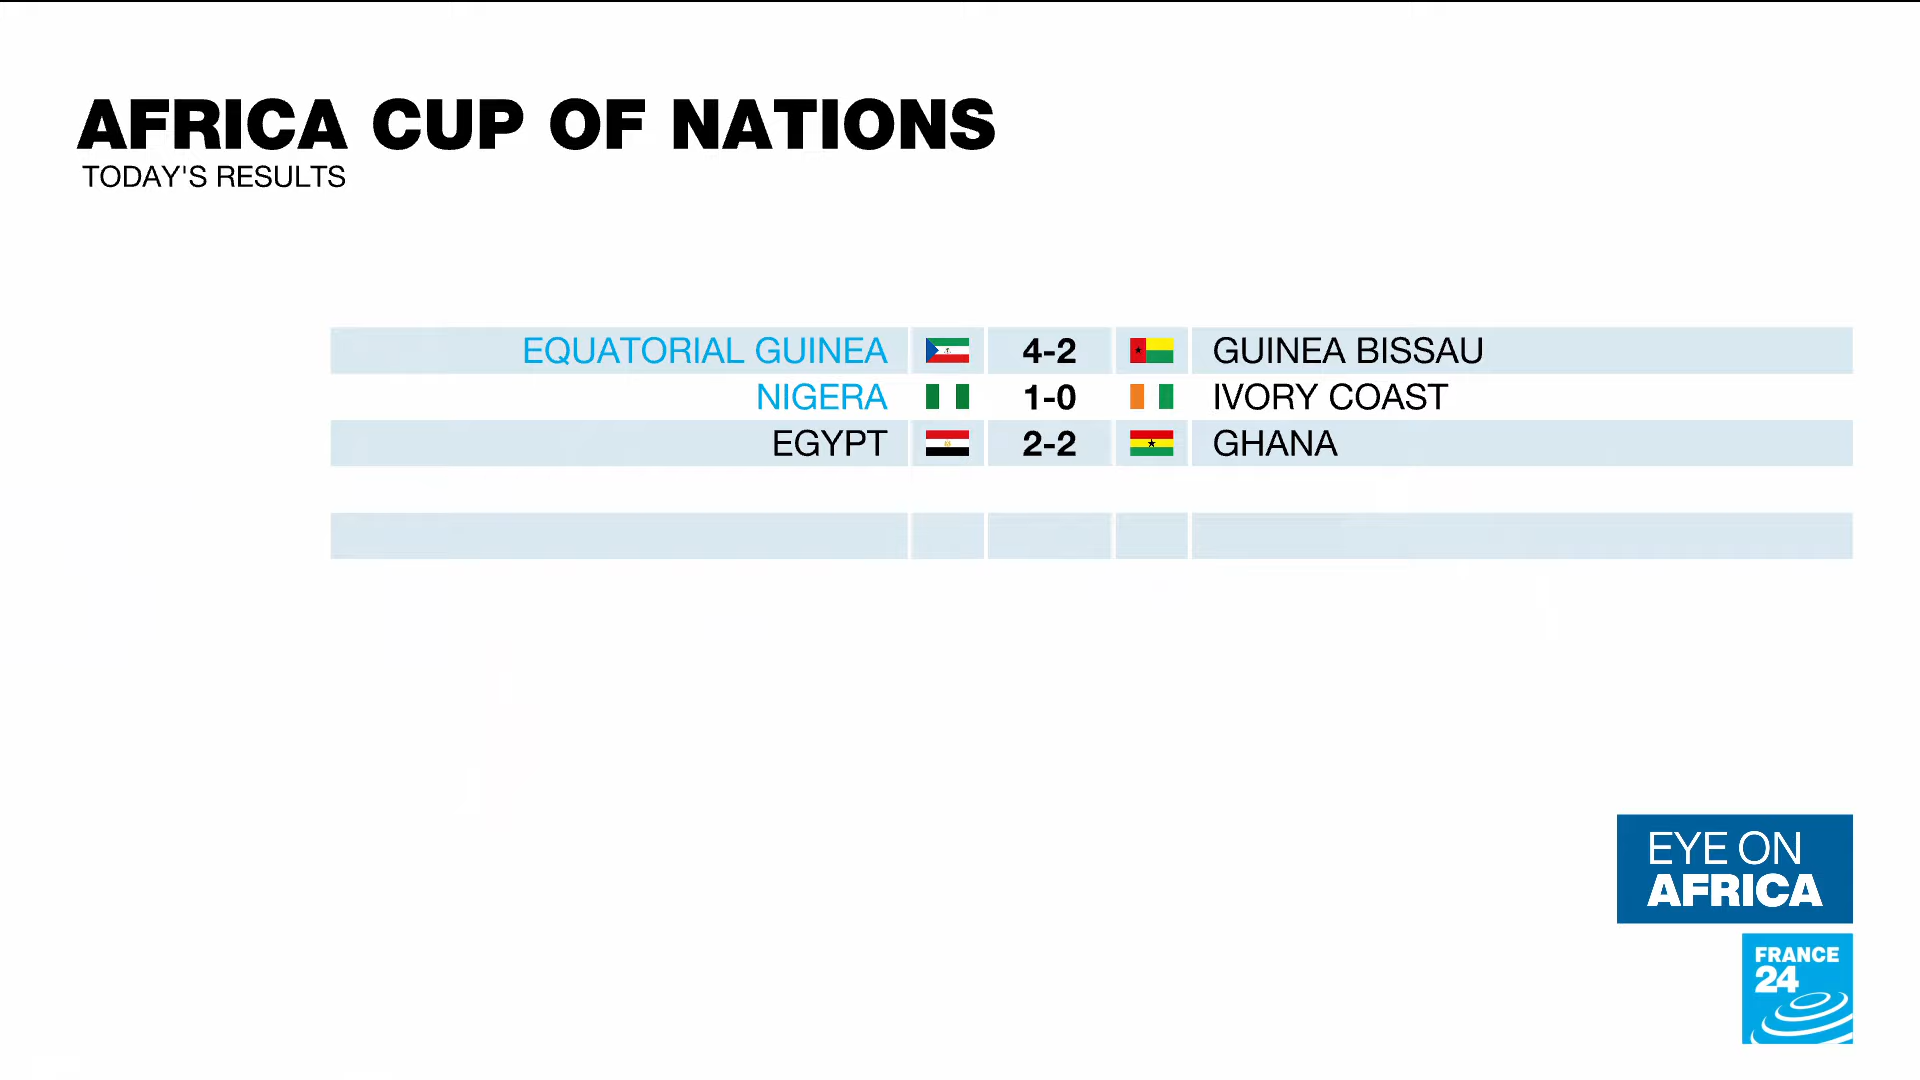 AFRICA CUP OF NATIONS
TODAY'S RESULTS
EQUATORIAL GUINEA 4-2 GUINEA BISSAU
NIGERA 1-0 IVORY COAST
EGYPT 2-2 GHANA
EYE ON
AFRICA
FRANCE
24